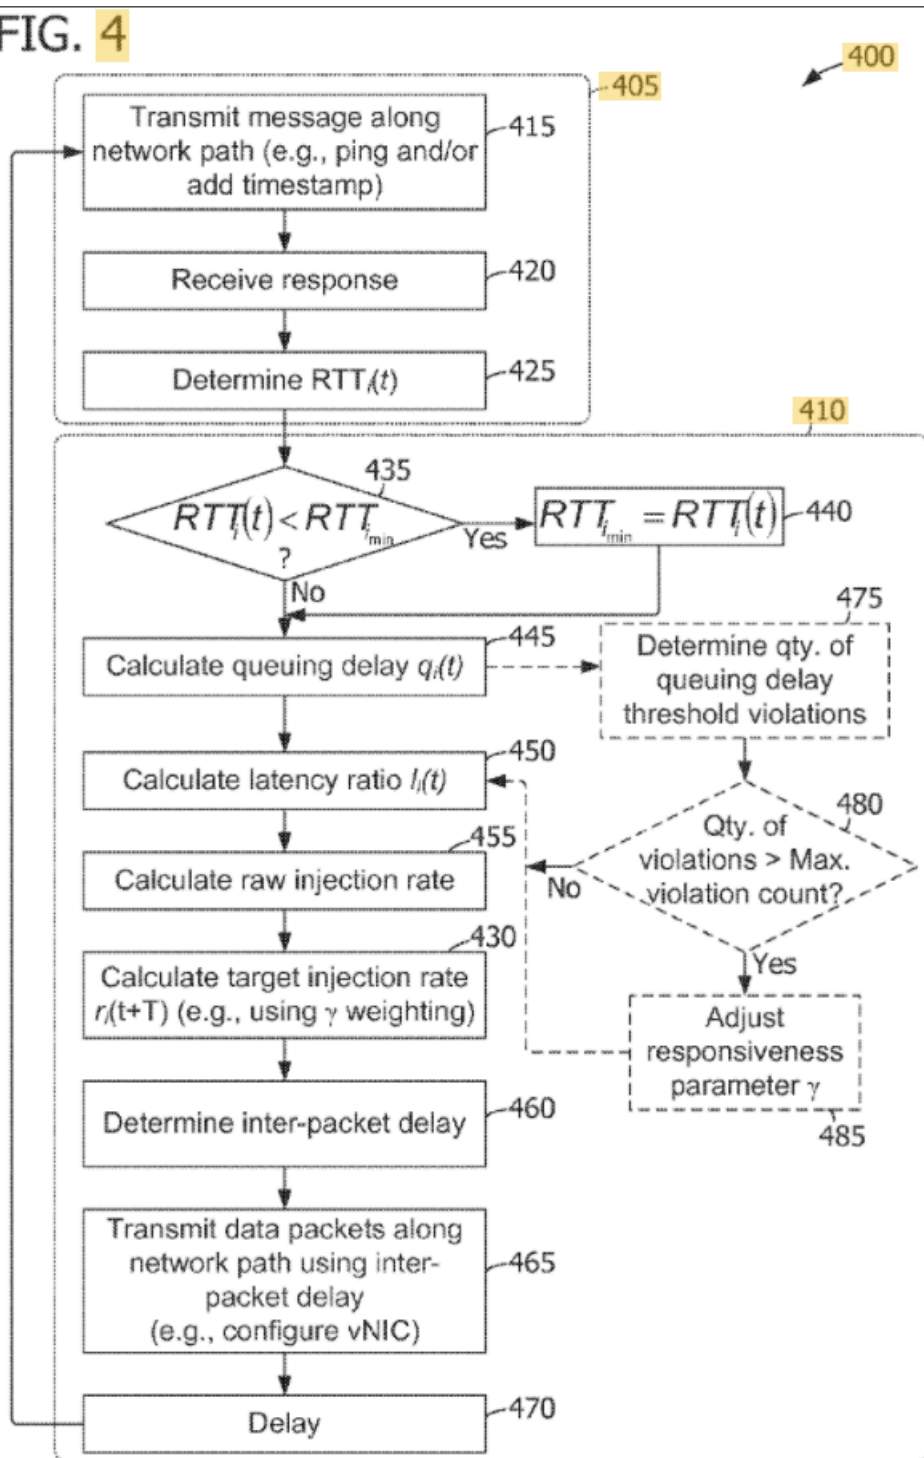 FIG. 4
400
405
Transmit message along
network path (e.g., ping and/or
add timestamp)
415
Receive response
420
Determine RTTᵢ(t)
425
410
435
RTTᵢ(t) < RTTᵢmin
?
Yes
No
RTTᵢmin = RTTᵢ(t)
440
445
Calculate queuing delay qᵢ(t)
475
Determine qty. of
queuing delay
threshold violations
450
Calculate latency ratio lᵢ(t)
480
Qty. of
violations > Max.
violation count?
No
Yes
455
Calculate raw injection rate
430
Calculate target injection rate
rᵢ(t+T) (e.g., using γ weighting)
Adjust
responsiveness
parameter γ
485
Determine inter-packet delay
460
Transmit data packets along
network path using inter-
packet delay
(e.g., configure vNIC)
465
Delay
470